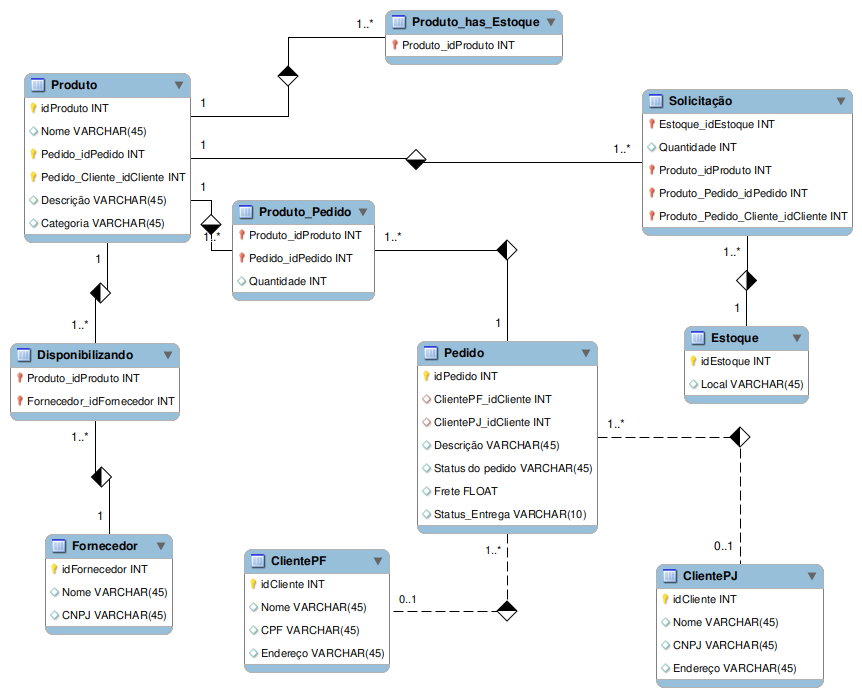 Produto_has_Estoque
Produto_idProduto INT
1..*
Produto
idProduto INT
Nome VARCHAR(45)
Pedido_idPedido INT
Pedido_Cliente_idCliente INT
Descrição VARCHAR(45)
Categoria VARCHAR(45)
1
1
1
1
1..*
Solicitação
Estoque_idEstoque INT
Quantidade INT
Produto_idProduto INT
Produto_Pedido_idPedido INT
Produto_Pedido_Cliente_idCliente INT
1..*
1..*
Produto_Pedido
Produto_idProduto INT
Pedido_idPedido INT
Quantidade INT
1..*
1
1
Estoque
idEstoque INT
Local VARCHAR(45)
1..*
Disponibilizando
Produto_idProduto INT
Fornecedor_idFornecedor INT
1..*
1
Pedido
idPedido INT
ClientePF_idCliente INT
ClientePJ_idCliente INT
Descrição VARCHAR(45)
Status do pedido VARCHAR(45)
Frete FLOAT
Status_Entrega VARCHAR(10)
1..*
1..*
0..1
0..1
Fornecedor
idFornecedor INT
Nome VARCHAR(45)
CNPJ VARCHAR(45)
ClientePF
idCliente INT
Nome VARCHAR(45)
CPF VARCHAR(45)
Endereço VARCHAR(45)
ClientePJ
idCliente INT
Nome VARCHAR(45)
CNPJ VARCHAR(45)
Endereço VARCHAR(45)